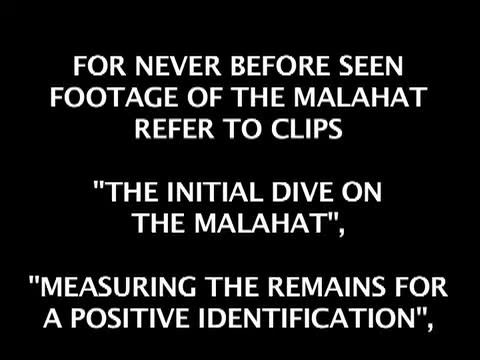 FOR NEVER BEFORE SEEN
FOOTAGE OF THE MALAHAT
REFER TO CLIPS
"THE INITIAL DIVE ON
THE MALAHAT",
"MEASURING THE REMAINS FOR
A POSITIVE IDENTIFICATION",